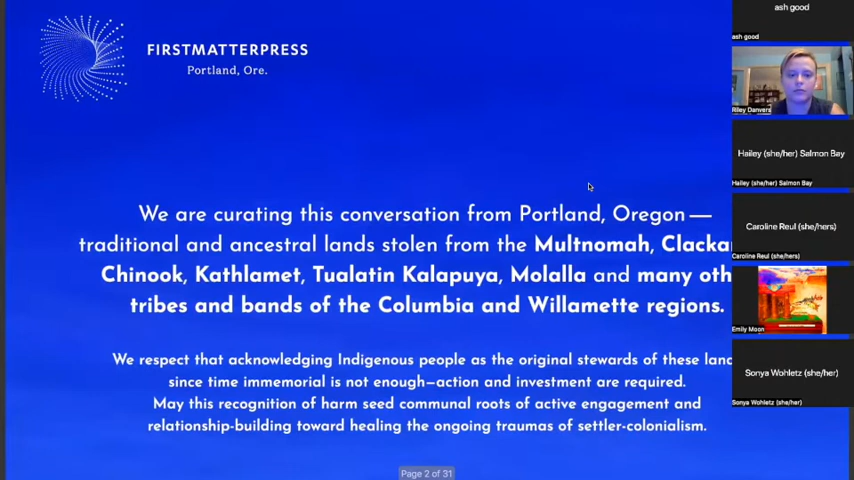 FIRSTMATTERPRESS
Portland, Ore.
We are curating this conversation from Portland, Oregon —
traditional and ancestral lands stolen from the Multnomah,
Chinook, Kathlamet, Tualatin Kalapuya, Molalla and many
tribes and bands of the Columbia and Willamette regions.
We respect that acknowledging Indigenous people as the original stewards of these
since time immemorial is not enough—action and investment are required.
May this recognition of harm seed communal roots of active engagement and
relationship-building toward healing the ongoing traumas of settler-colonialism.
Page 2 of 31
ash good
ash good
Riley Danvers
Hailey (she/her) Salmon Bay
Hailey (she/her) Salmon Bay
Caroline Reul (she/hers)
Caroline Reul (she/hers)
Emily Moon
Sonya Wohletz (she/her)
Sonya Wohletz (she/her)